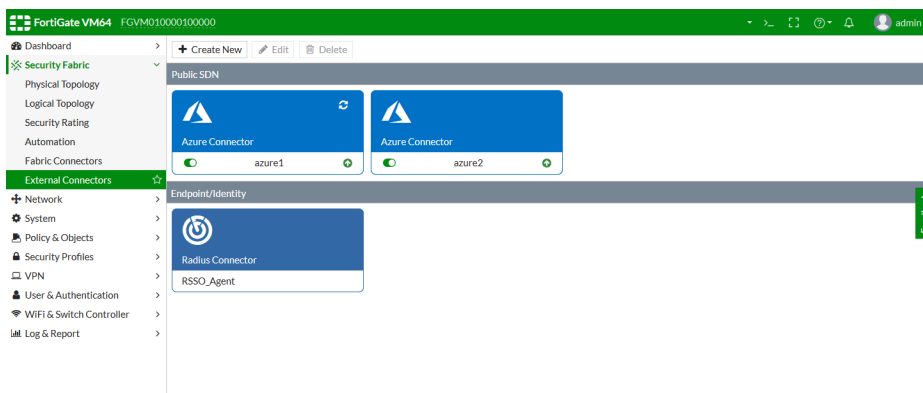 FortiGate VM64 FGVM010000100000
admin
Dashboard
Security Fabric
Physical Topology
Logical Topology
Security Rating
Automation
Fabric Connectors
External Connectors
Network
System
Policy & Objects
Security Profiles
VPN
User & Authentication
WiFi & Switch Controller
Log & Report
+ Create New Edit Delete
Public SDN
Azure Connector
azure1
Azure Connector
azure2
Endpoint/Identity
Radius Connector
RSSO_Agent